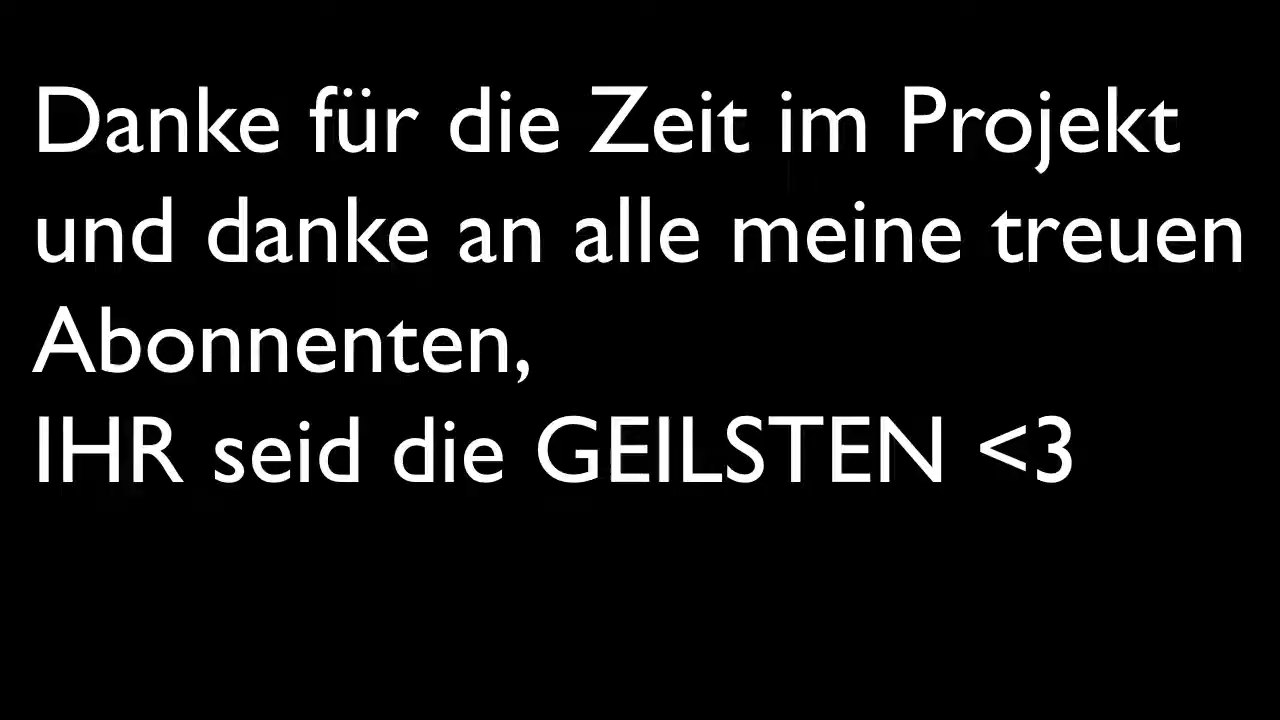 Danke für die Zeit im Projekt
und danke an alle meine treuen
Abonnenten,
IHR seid die GEILSTEN <3